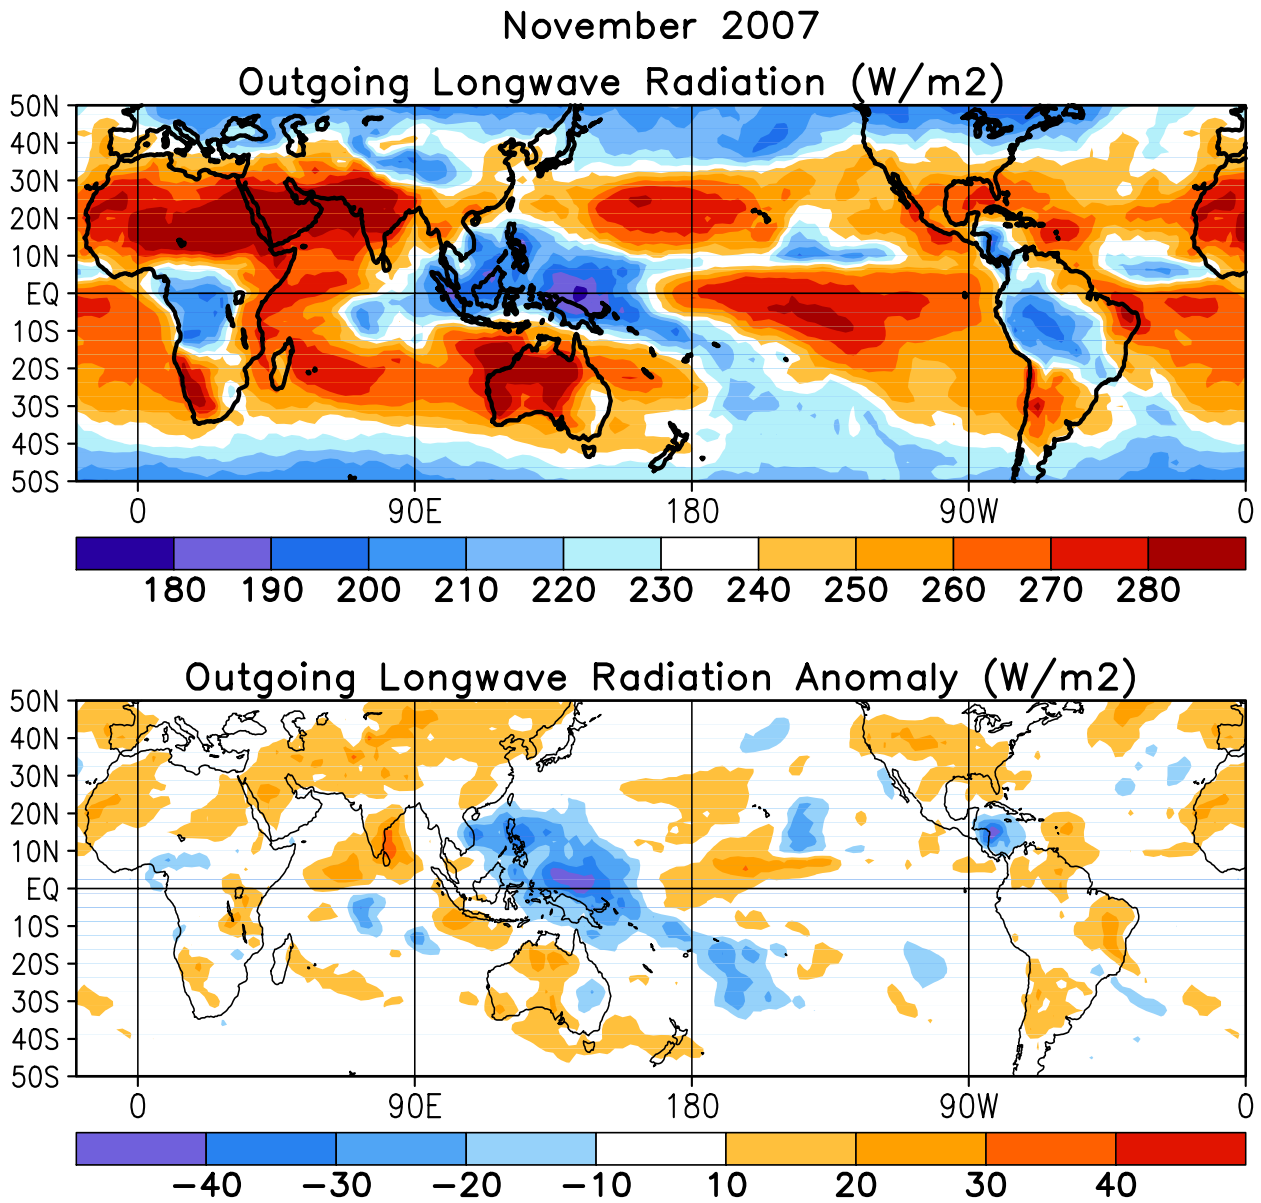 November 2007
Outgoing Longwave Radiation (W/m2)
50N
40N
30N
20N
10N
EQ
10S
20S
30S
40S
50S
0 90E 180 90W 0
180 190 200 210 220 230 240 250 260 270 280
Outgoing Longwave Radiation Anomaly (W/m2)
50N
40N
30N
20N
10N
EQ
10S
20S
30S
40S
50S
0 90E 180 90W 0
−40 −30 −20 −10 10 20 30 40